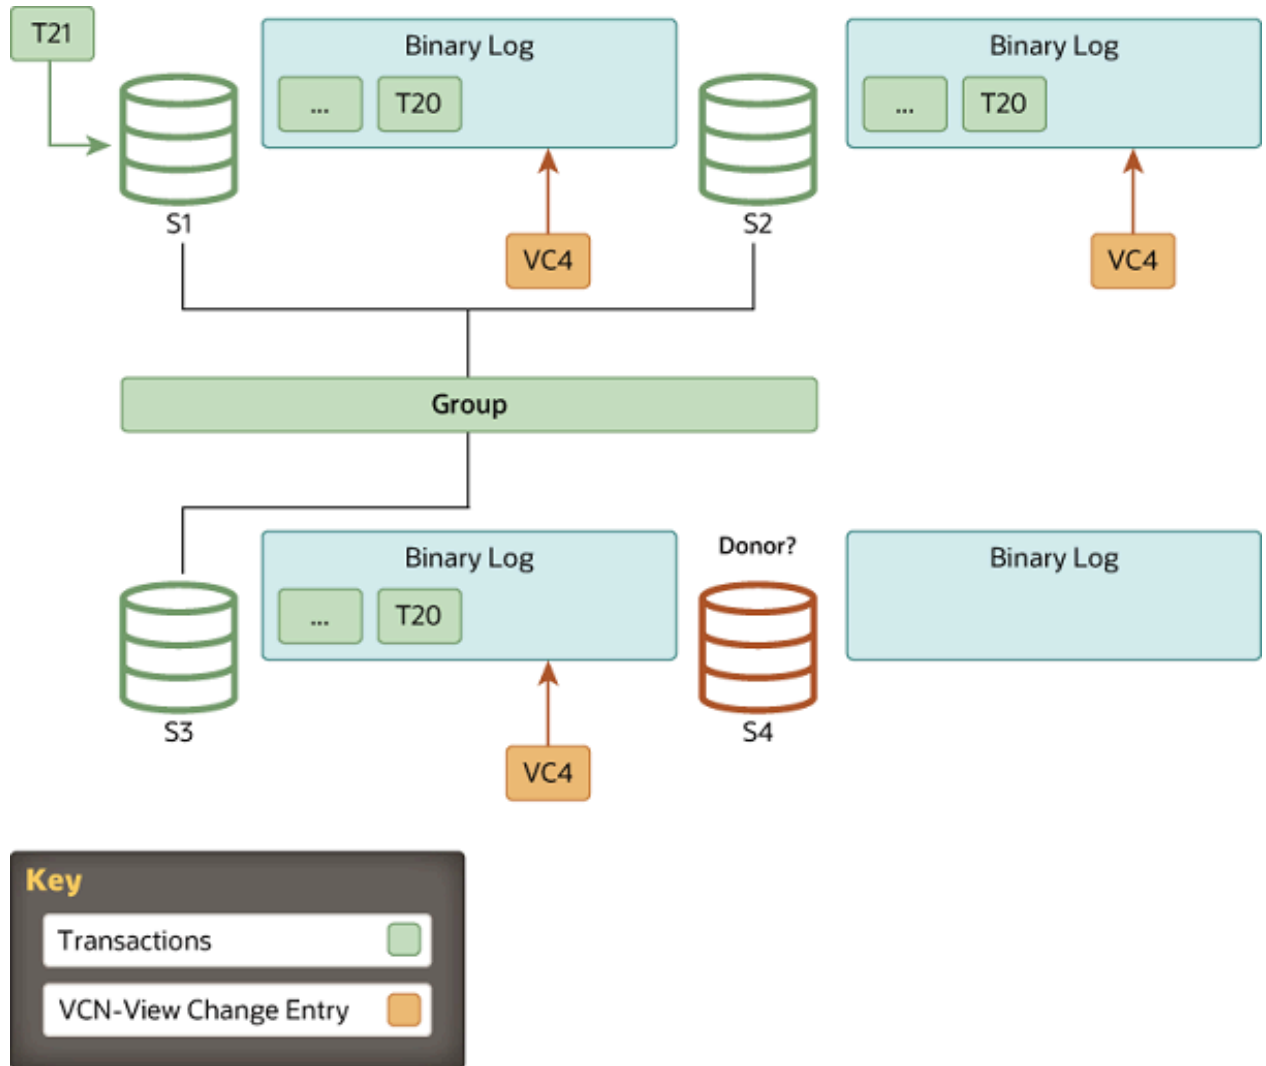 T21
Binary Log
... T20
S1
VC4
Binary Log
... T20
S2
VC4
Group
Binary Log
... T20
S3
VC4
Donor?
S4
Binary Log
Key
Transactions
VCN-View Change Entry